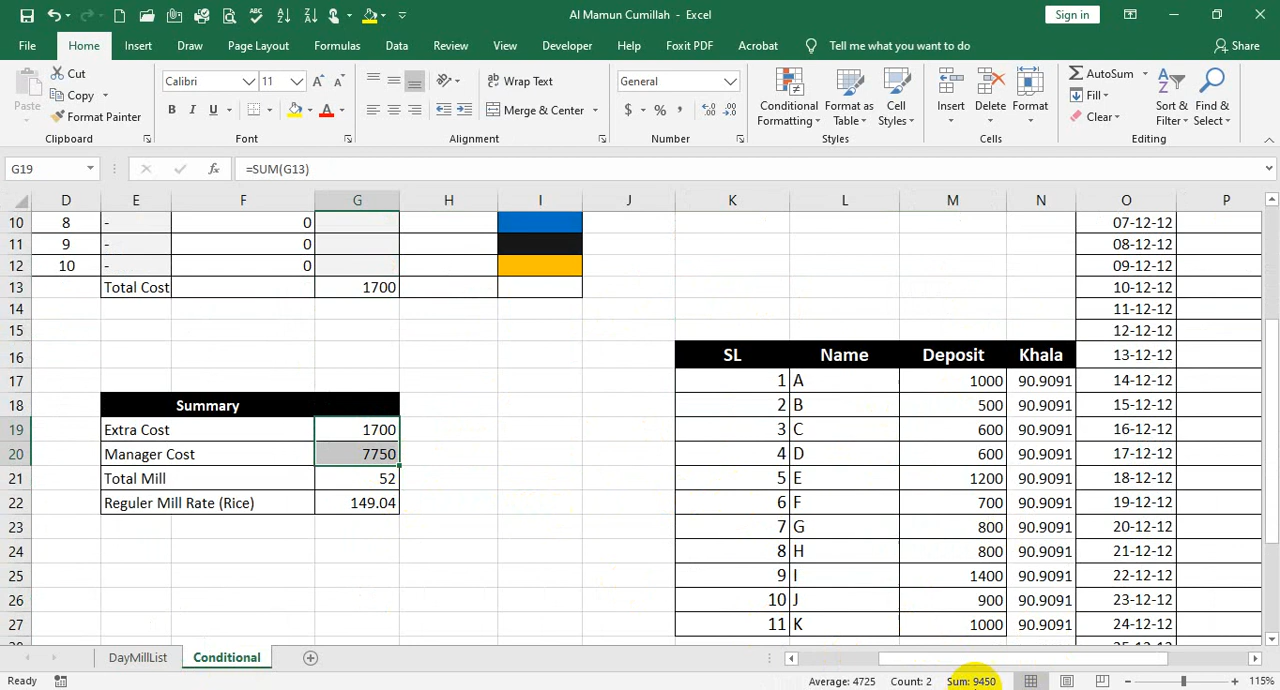 Al Mamun Cumillah - Excel
Sign in
File Home Insert Draw Page Layout Formulas Data Review View Developer Help Foxit PDF Acrobat Tell me what you want to do Share
Paste
Cut
Copy
Format Painter
Clipboard
Calibri 11
B I U
Font
Wrap Text
Merge & Center
Alignment
General
$ % ,
Number
Conditional Formatting
Format as Table
Cell Styles
Styles
Insert
Delete
Format
Cells
AutoSum
Fill
Clear
Sort & Filter
Find & Select
Editing
G19 fx =SUM(G13)
D E F G H I J K L M N O P
10 8 - 0 07-12-12
11 9 - 0 08-12-12
12 10 - 0 09-12-12
13 Total Cost 1700 10-12-12
14 11-12-12
15 12-12-12
16 SL Name Deposit Khala 13-12-12
17 1 A 1000 90.9091 14-12-12
18 Summary 2 B 500 90.9091 15-12-12
19 Extra Cost 1700 3 C 600 90.9091 16-12-12
20 Manager Cost 7750 4 D 600 90.9091 17-12-12
21 Total Mill 52 5 E 1200 90.9091 18-12-12
22 Reguler Mill Rate (Rice) 149.04 6 F 700 90.9091 19-12-12
23 7 G 800 90.9091 20-12-12
24 8 H 800 90.9091 21-12-12
25 9 I 1400 90.9091 22-12-12
26 10 J 900 90.9091 23-12-12
27 11 K 1000 90.9091 24-12-12
DayMillList Conditional
Ready Average: 4725 Count: 2 Sum: 9450 115%